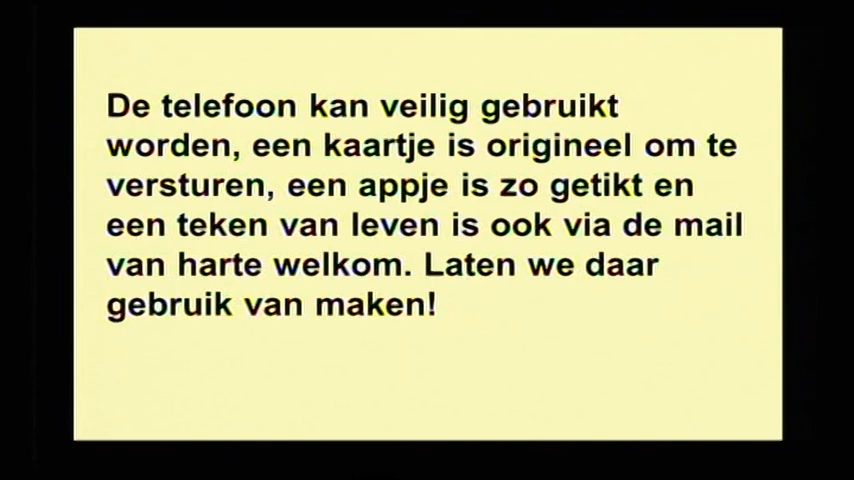 De telefoon kan veilig gebruikt
worden, een kaartje is origineel om te
versturen, een appje is zo getikt en
een teken van leven is ook via de mail
van harte welkom. Laten we daar
gebruik van maken!